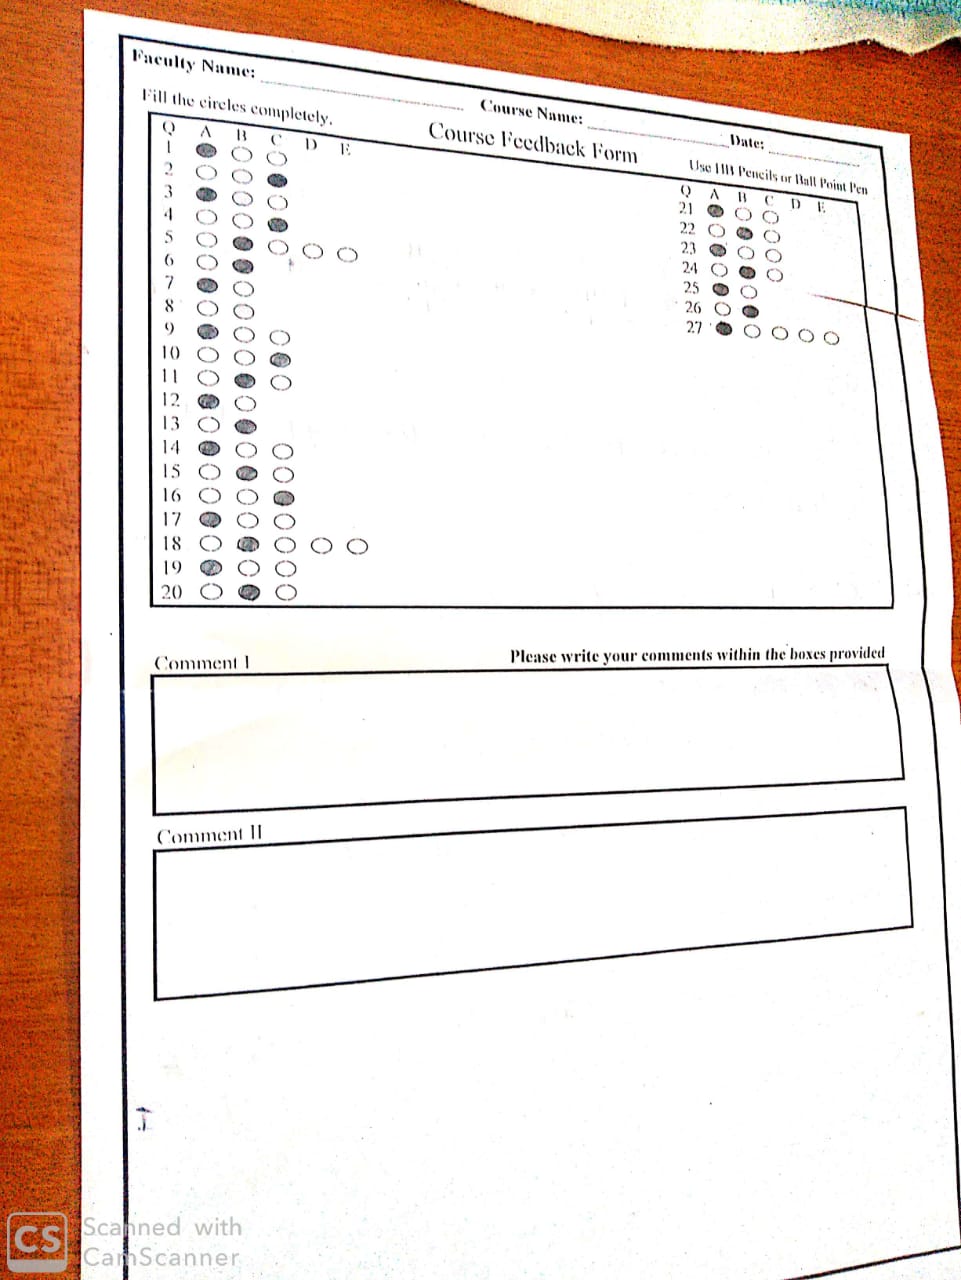 Faculty Name:
Course Name:
Date:
Fill the circles completely.
Course Feedback Form
Use HB Pencils or Ball Point Pen
Q A B C D E
1
2
3
4
5
6
7
8
9
10
11
12
13
14
15
16
17
18
19
20
Q A B C D E
21
22
23
24
25
26
27
Comment I
Please write your comments within the boxes provided
Comment II
I
CS
Scanned with
CamScanner